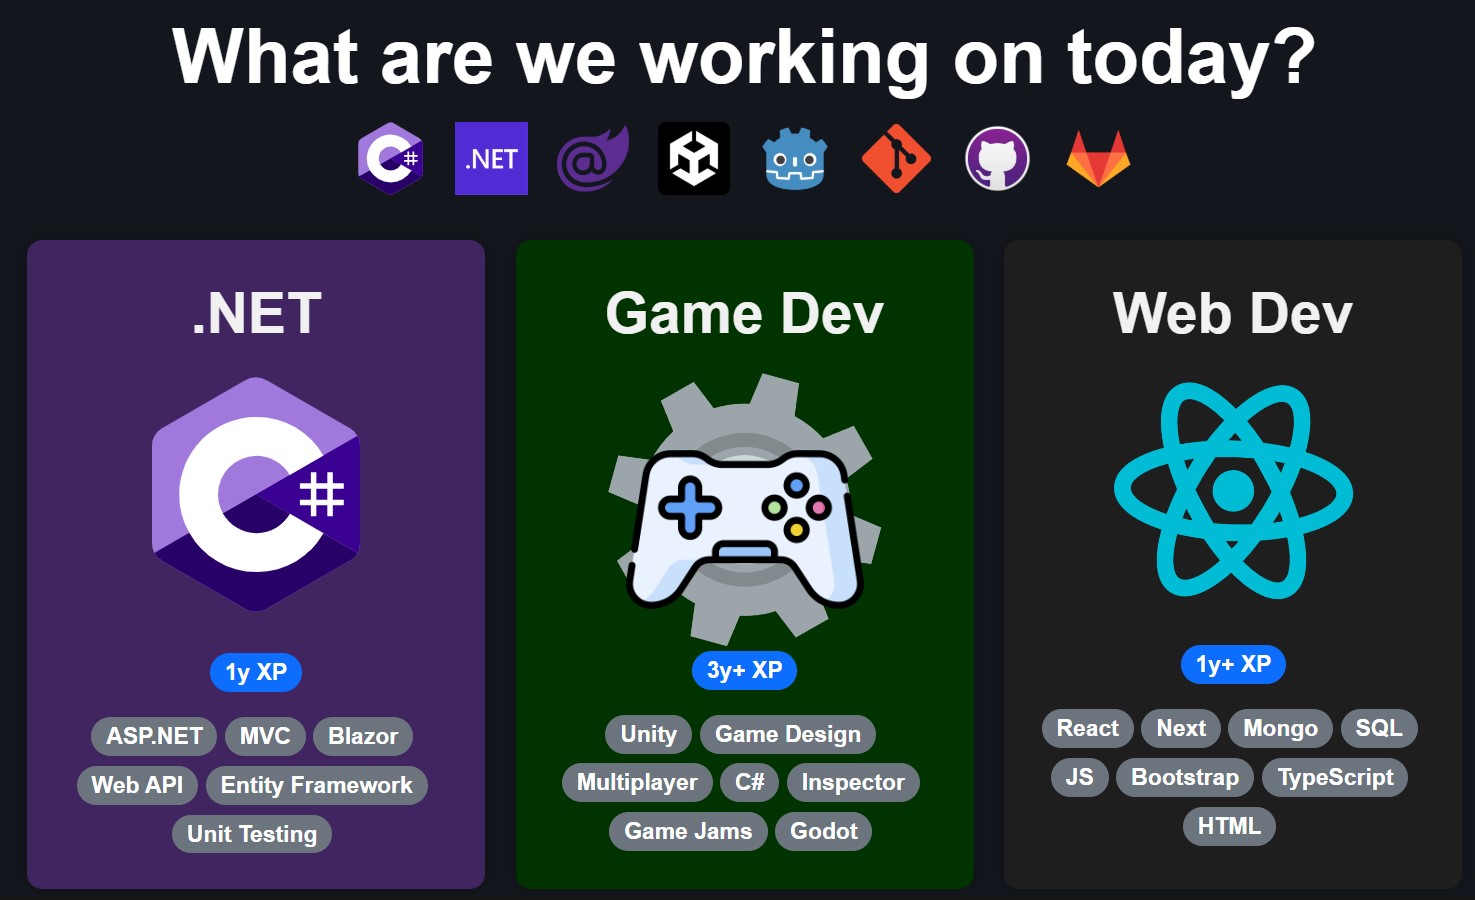 What are we working on today?
# .NET @
.NET Game Dev Web Dev
C #
1y XP 3y+ XP 1y+ XP
ASP.NET MVC Blazor
Web API Entity Framework
Unit Testing
Unity Game Design
Multiplayer C# Inspector
Game Jams Godot
React Next Mongo SQL
JS Bootstrap TypeScript
HTML